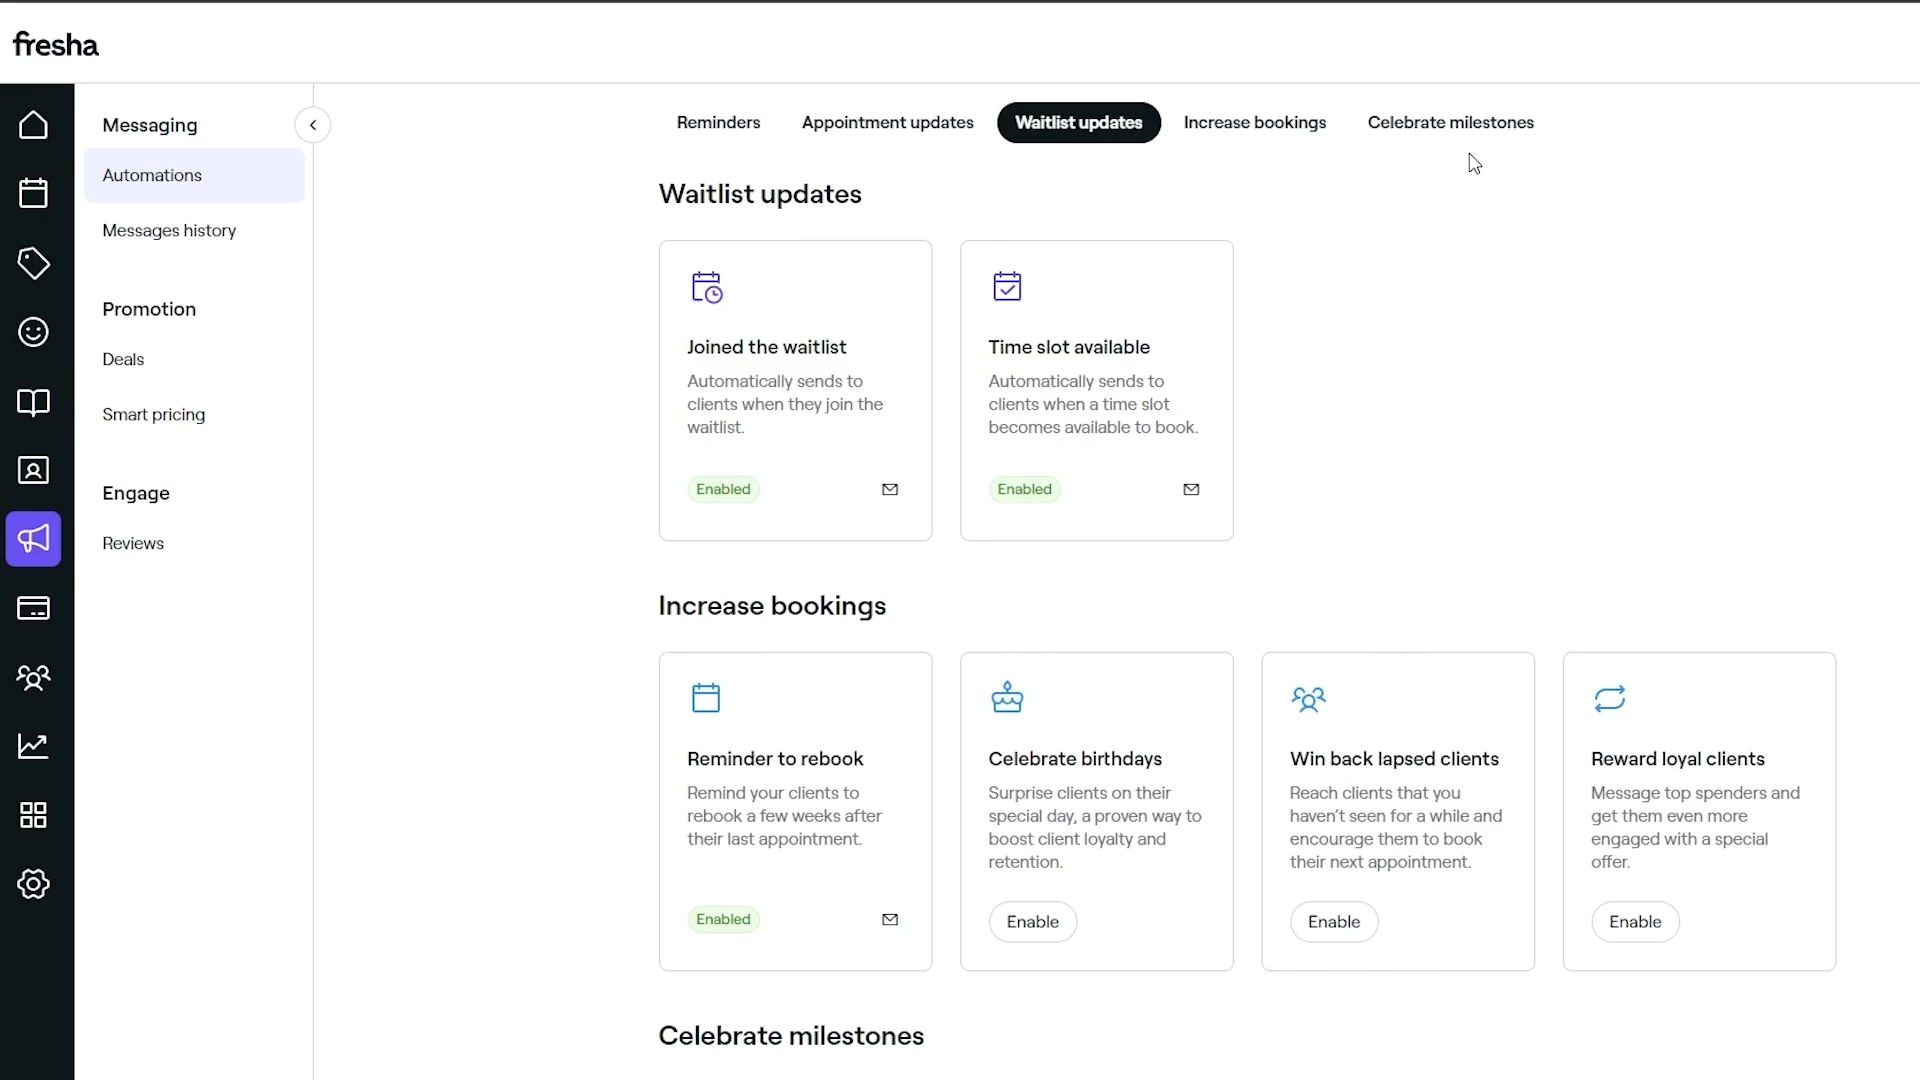 fresha
Messaging
Automations
Messages history
Promotion
Deals
Smart pricing
Engage
Reviews
Reminders
Appointment updates
Waitlist updates
Increase bookings
Celebrate milestones
Waitlist updates
Joined the waitlist
Automatically sends to
clients when they join the
waitlist.
Enabled
Time slot available
Automatically sends to
clients when a time slot
becomes available to book.
Enabled
Increase bookings
Reminder to rebook
Remind your clients to
rebook a few weeks after
their last appointment.
Enabled
Celebrate birthdays
Surprise clients on their
special day, a proven way to
boost client loyalty and
retention.
Enable
Win back lapsed clients
Reach clients that you
haven't seen for a while and
encourage them to book
their next appointment.
Enable
Reward loyal clients
Message top spenders and
get them even more
engaged with a special
offer.
Enable
Celebrate milestones